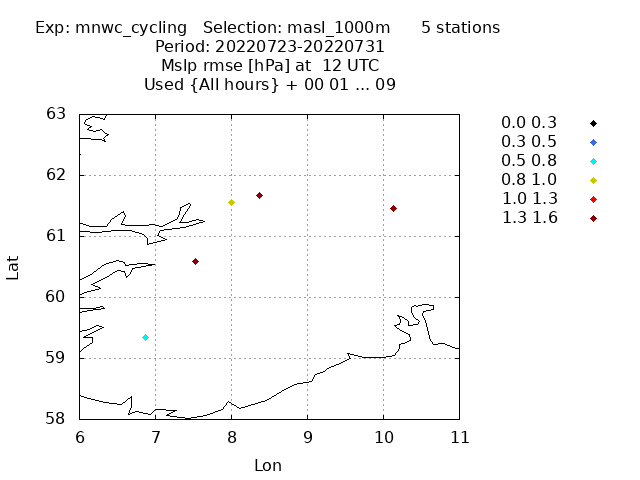 Exp: mnwc_cycling   Selection: masl_1000m      5 stations
Period: 20220723-20220731
Mslp rmse [hPa] at  12 UTC
Used {All hours} + 00 01 ... 09
63
62
61
60
59
58
6 7 8 9 10 11
Lat
Lon
0.0 0.3
0.3 0.5
0.5 0.8
0.8 1.0
1.0 1.3
1.3 1.6